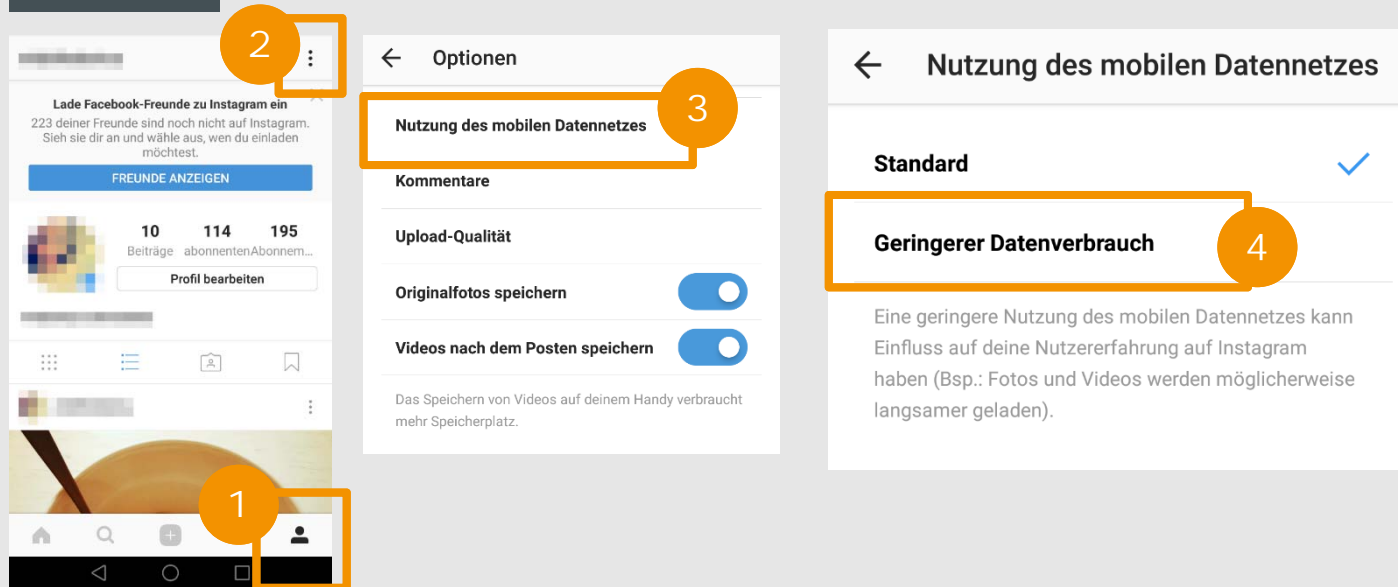 2
Lade Facebook-Freunde zu Instagram ein
223 deiner Freunde sind noch nicht auf Instagram.
Sieh sie dir an und wähle aus, wen du einladen
möchtest.
FREUNDE ANZEIGEN
10 114 195
Beiträge abonnenten Abonnem...
Profil bearbeiten
1
Optionen
3
Nutzung des mobilen Datennetzes
Kommentare
Upload-Qualität
Originalfotos speichern
Videos nach dem Posten speichern
Das Speichern von Videos auf deinem Handy verbraucht
mehr Speicherplatz.
Nutzung des mobilen Datennetzes
Standard
Geringerer Datenverbrauch
4
Eine geringere Nutzung des mobilen Datennetzes kann
Einfluss auf deine Nutzererfahrung auf Instagram
haben (Bsp.: Fotos und Videos werden möglicherweise
langsamer geladen).